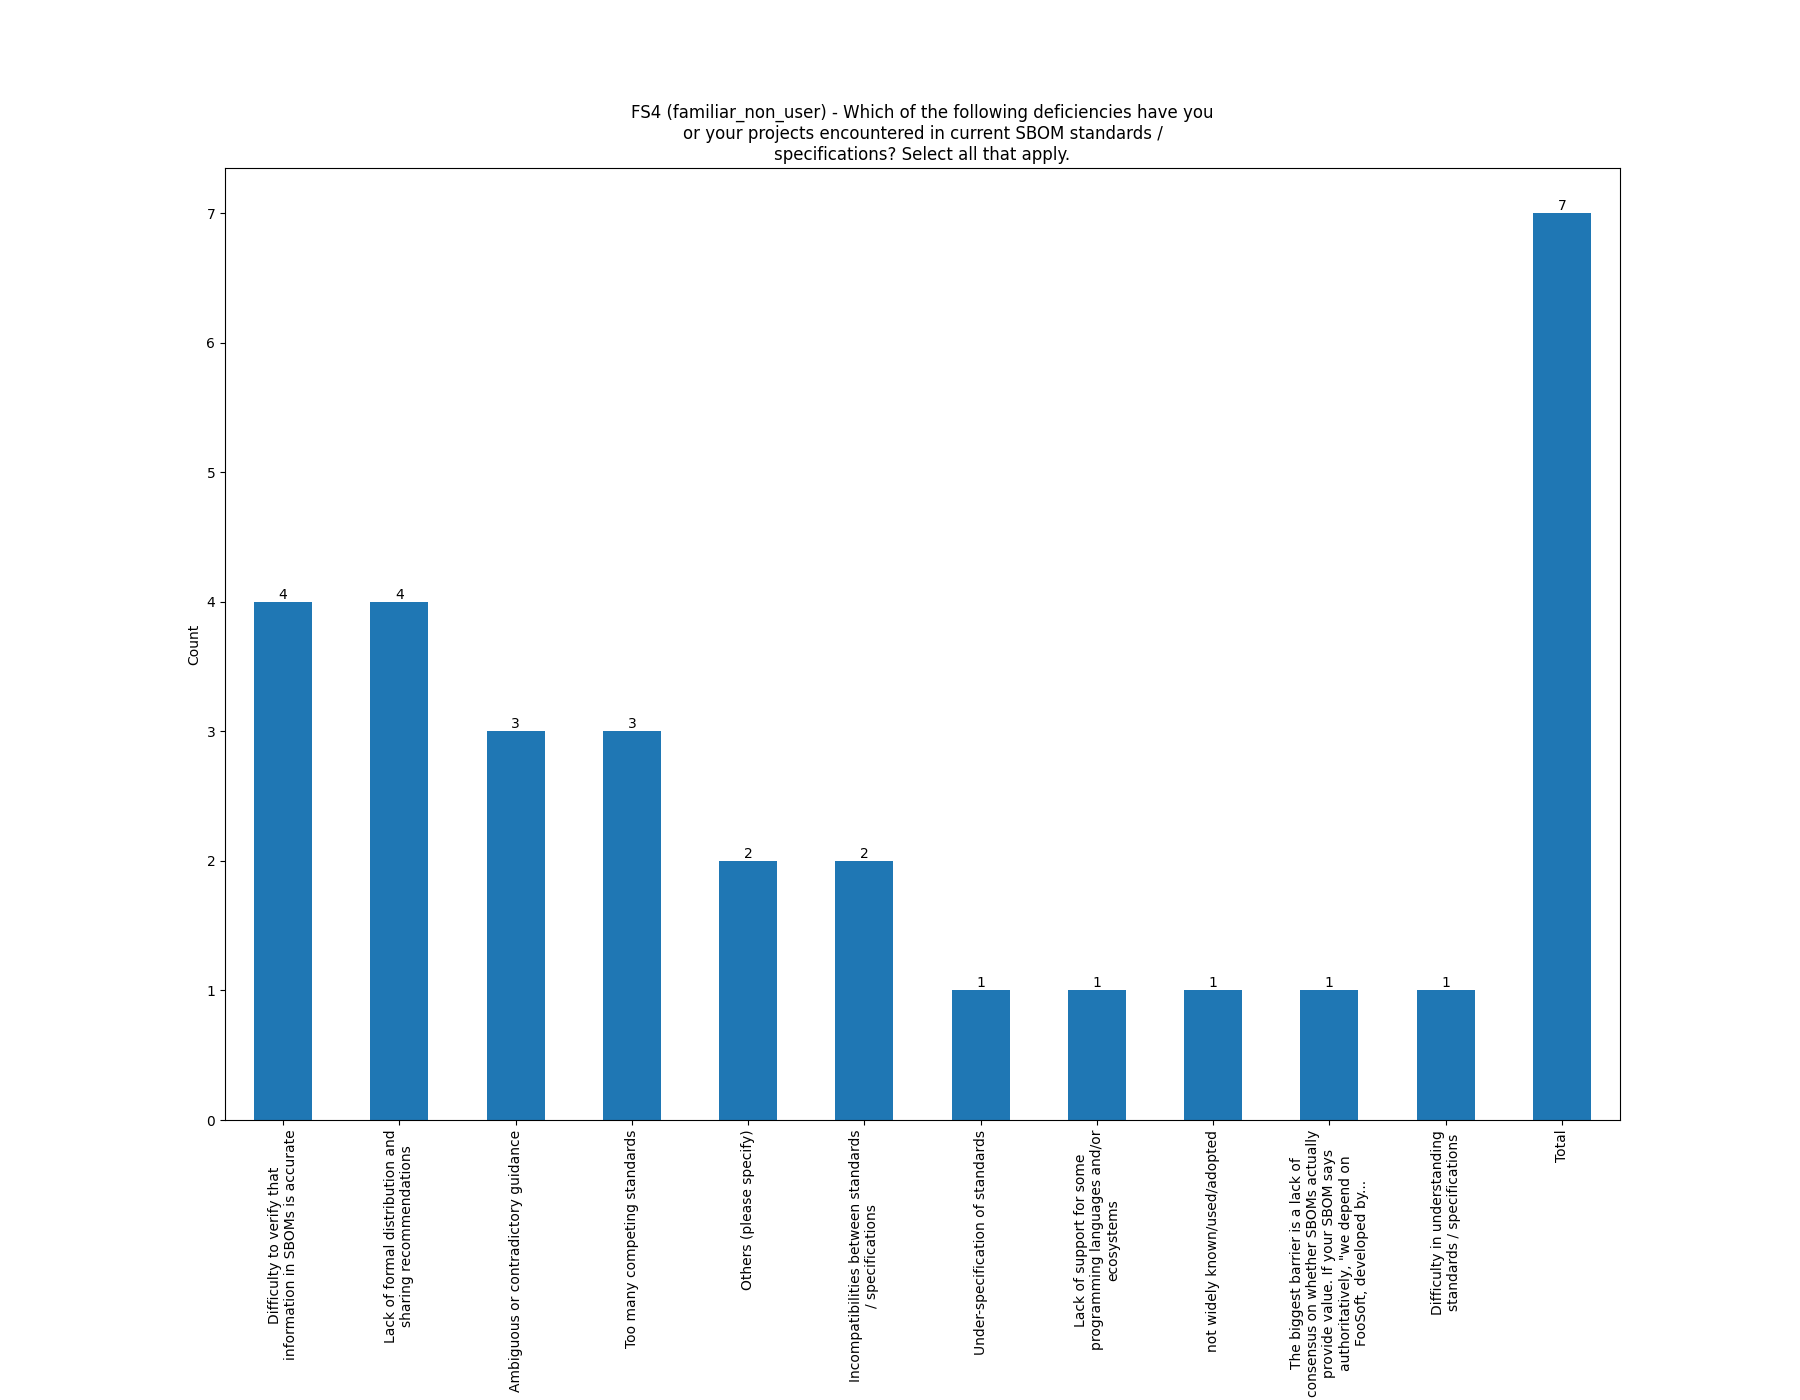 FS4 (familiar_non_user) - Which of the following deficiencies have you
or your projects encountered in current SBOM standards /
specifications? Select all that apply.
Count
7
6
5
4
3
2
1
0
4
4
3
3
2
2
1
1
1
1
1
7
Difficulty to verify that
information in SBOMs is accurate
Lack of formal distribution and
sharing recommendations
Ambiguous or contradictory guidance
Too many competing standards
Others (please specify)
Incompatibilities between standards
/ specifications
Under-specification of standards
Lack of support for some
programming languages and/or
ecosystems
not widely known/used/adopted
The biggest barrier is a lack of
consensus on whether SBOMs actually
provide value. If your SBOM says
authoritatively, "we depend on
FooSoft, developed by...
Difficulty in understanding
standards / specifications
Total